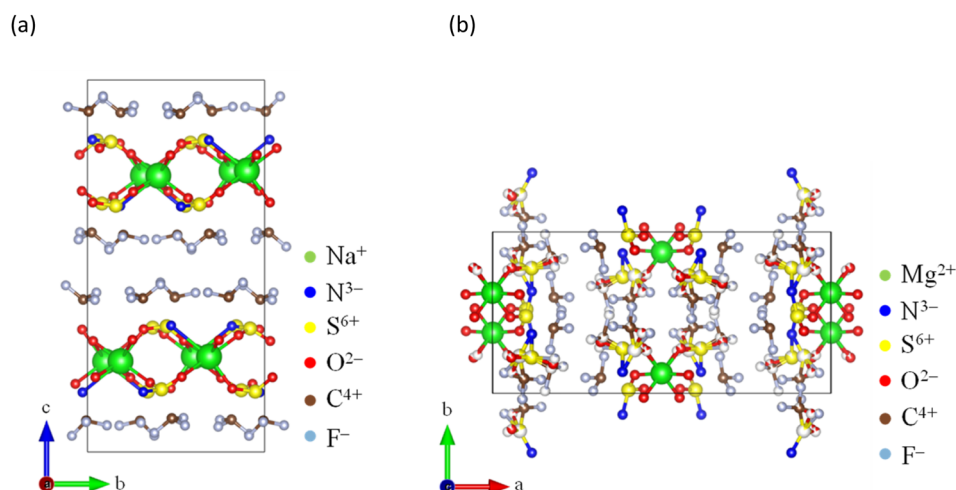 (a)
(b)
Na⁺
N³⁻
S⁶⁺
O²⁻
C⁴⁺
F⁻
c
a
b
Mg²⁺
N³⁻
S⁶⁺
O²⁻
C⁴⁺
F⁻
b
c
a